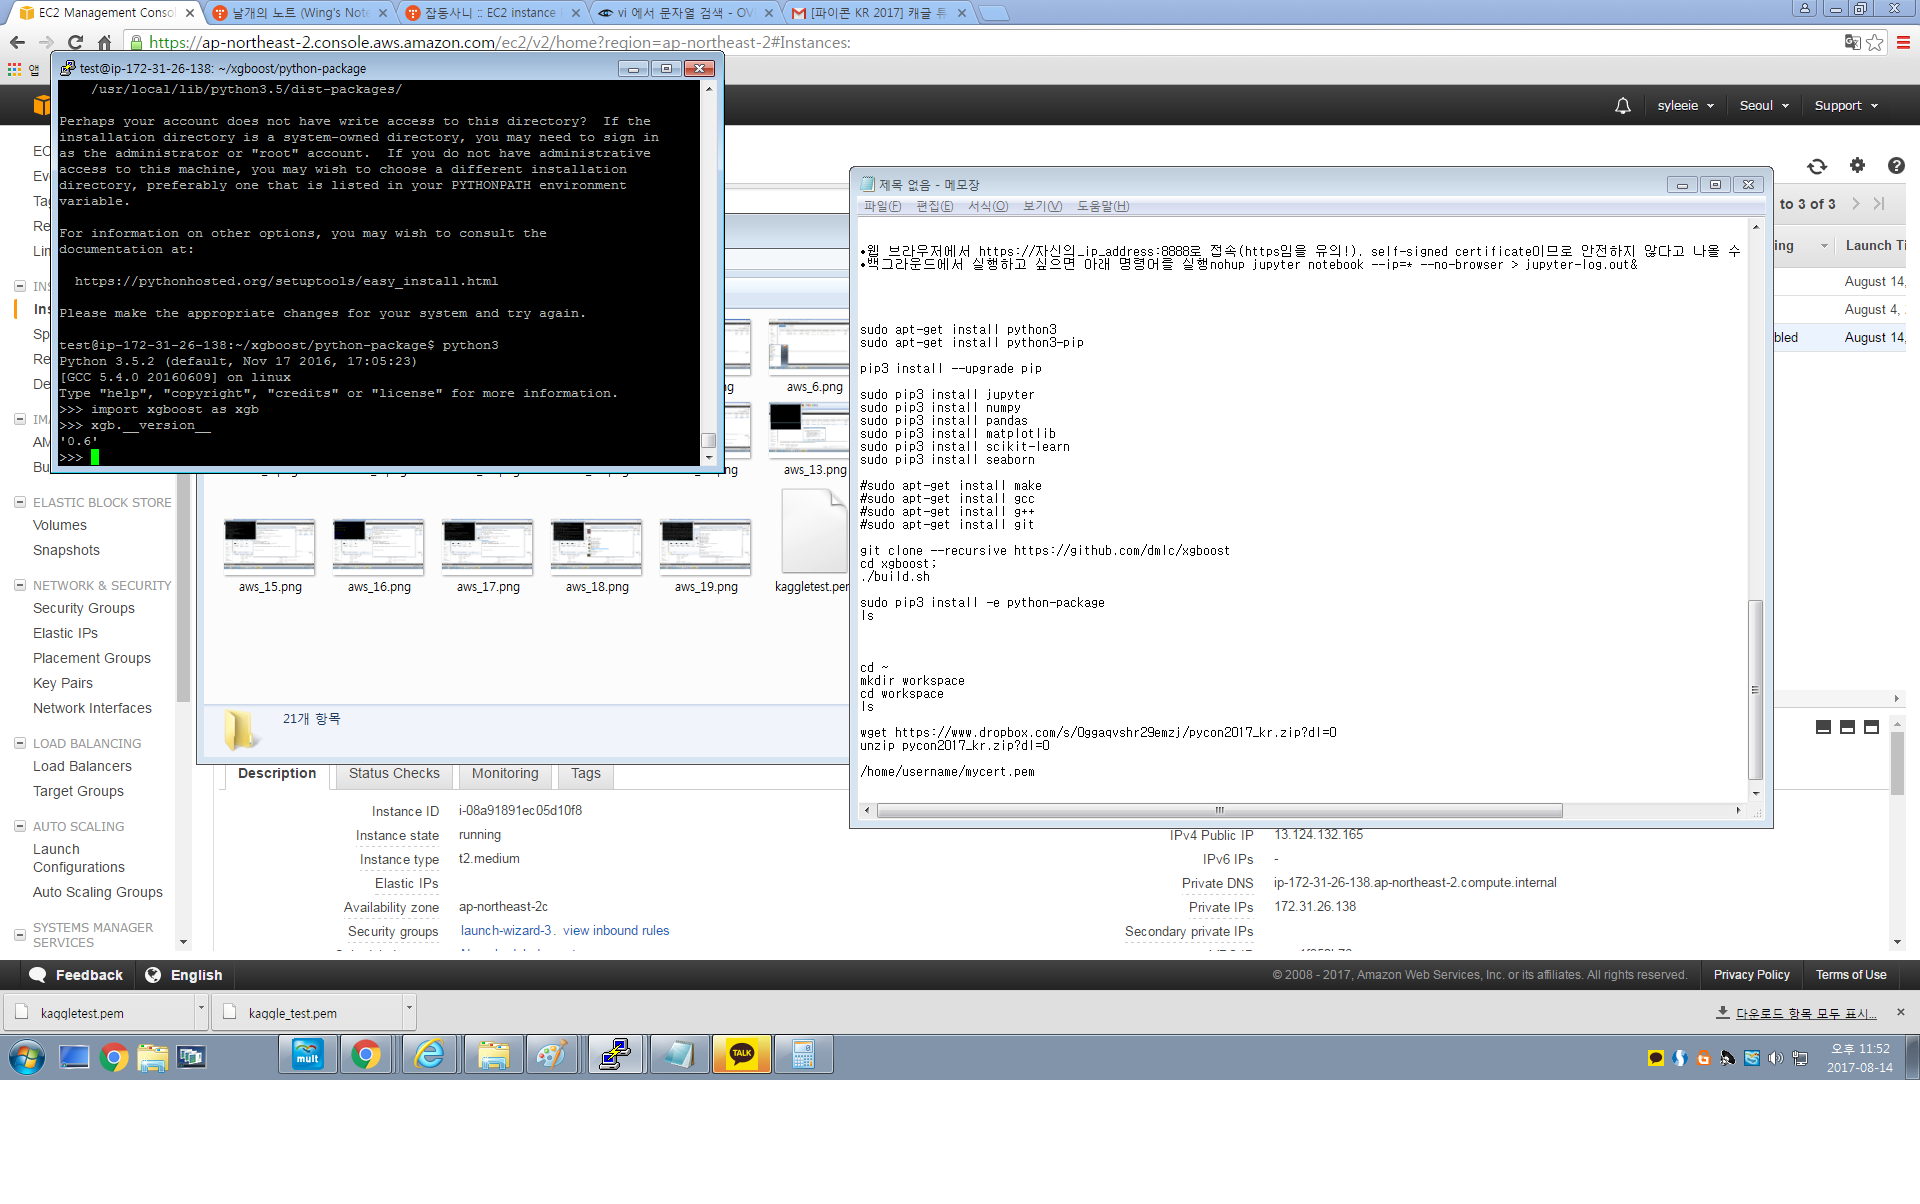 EC2 Management Conso
날개의 노트 (Wing's Note
잡동사니 :: EC2 instance
vi 에서 문자열 검색 - OV
[파이콘 KR 2017] 캐글 튜
https://ap-northeast-2.console.aws.amazon.com/ec2/v2/home?region=ap-northeast-2#Instances:
앱
syleeie
Seoul
Support
test@ip-172-31-26-138: ~/xgboost/python-package
/usr/local/lib/python3.5/dist-packages/
Perhaps your account does not have write access to this directory?  If the
installation directory is a system-owned directory, you may need to sign in
as the administrator or "root" account.  If you do not have administrative
access to this machine, you may wish to choose a different installation
directory, preferably one that is listed in your PYTHONPATH environment
variable.
For information on other options, you may wish to consult the
documentation at:
https://pythonhosted.org/setuptools/easy_install.html
Please make the appropriate changes for your system and try again.
test@ip-172-31-26-138:~/xgboost/python-package$ python3
Python 3.5.2 (default, Nov 17 2016, 17:05:23)
[GCC 5.4.0 20160609] on linux
Type "help", "copyright", "credits" or "license" for more information.
>>> import xgboost as xgb
>>> xgb.__version__
'0.6'
>>>
제목 없음 - 메모장
파일(F) 편집(E) 서식(O) 보기(V) 도움말(H)
•웹 브라우저에서 https://자신의_ip_address:8888로 접속(https임을 유의!). self-signed certificate이므로 안전하지 않다고 나올 수
•백그라운드에서 실행하고 싶으면 아래 명령어를 실행nohup jupyter notebook --ip=* --no-browser > jupyter-log.out&
sudo apt-get install python3
sudo apt-get install python3-pip
pip3 install --upgrade pip
sudo pip3 install jupyter
sudo pip3 install numpy
sudo pip3 install pandas
sudo pip3 install matplotlib
sudo pip3 install scikit-learn
sudo pip3 install seaborn
#sudo apt-get install make
#sudo apt-get install gcc
#sudo apt-get install g++
#sudo apt-get install git
git clone --recursive https://github.com/dmlc/xgboost
cd xgboost;
./build.sh
sudo pip3 install -e python-package
ls
cd ~
mkdir workspace
cd workspace
ls
wget https://www.dropbox.com/s/0ggaqvshr29emzj/pycon2017_kr.zip?dl=0
unzip pycon2017_kr.zip?dl=0
/home/username/mycert.pem
to 3 of 3
ing
Launch Ti
August 14,
August 4,
bled
August 14,
EC
Ev
Tag
Re
Lim
INS
Ins
Sp
Re
De
IMA
AM
Bu
ELASTIC BLOCK STORE
Volumes
Snapshots
NETWORK & SECURITY
Security Groups
Elastic IPs
Placement Groups
Key Pairs
Network Interfaces
LOAD BALANCING
Load Balancers
Target Groups
AUTO SCALING
Launch
Configurations
Auto Scaling Groups
SYSTEMS MANAGER
SERVICES
ng
aws_6.png
ng
aws_13.png
aws_15.png
aws_16.png
aws_17.png
aws_18.png
aws_19.png
kaggletest.pem
21개 항목
Description
Status Checks
Monitoring
Tags
Instance ID i-08a91891ec05d10f8
Instance state running
Instance type t2.medium
Elastic IPs
Availability zone ap-northeast-2c
Security groups launch-wizard-3. view inbound rules
IPv4 Public IP 13.124.132.165
IPv6 IPs -
Private DNS ip-172-31-26-138.ap-northeast-2.compute.internal
Private IPs 172.31.26.138
Secondary private IPs
Feedback
English
© 2008 - 2017, Amazon Web Services, Inc. or its affiliates. All rights reserved.
Privacy Policy
Terms of Use
kaggletest.pem
kaggle_test.pem
다운로드 항목 모두 표시...
mult
TALK
오후 11:52
2017-08-14